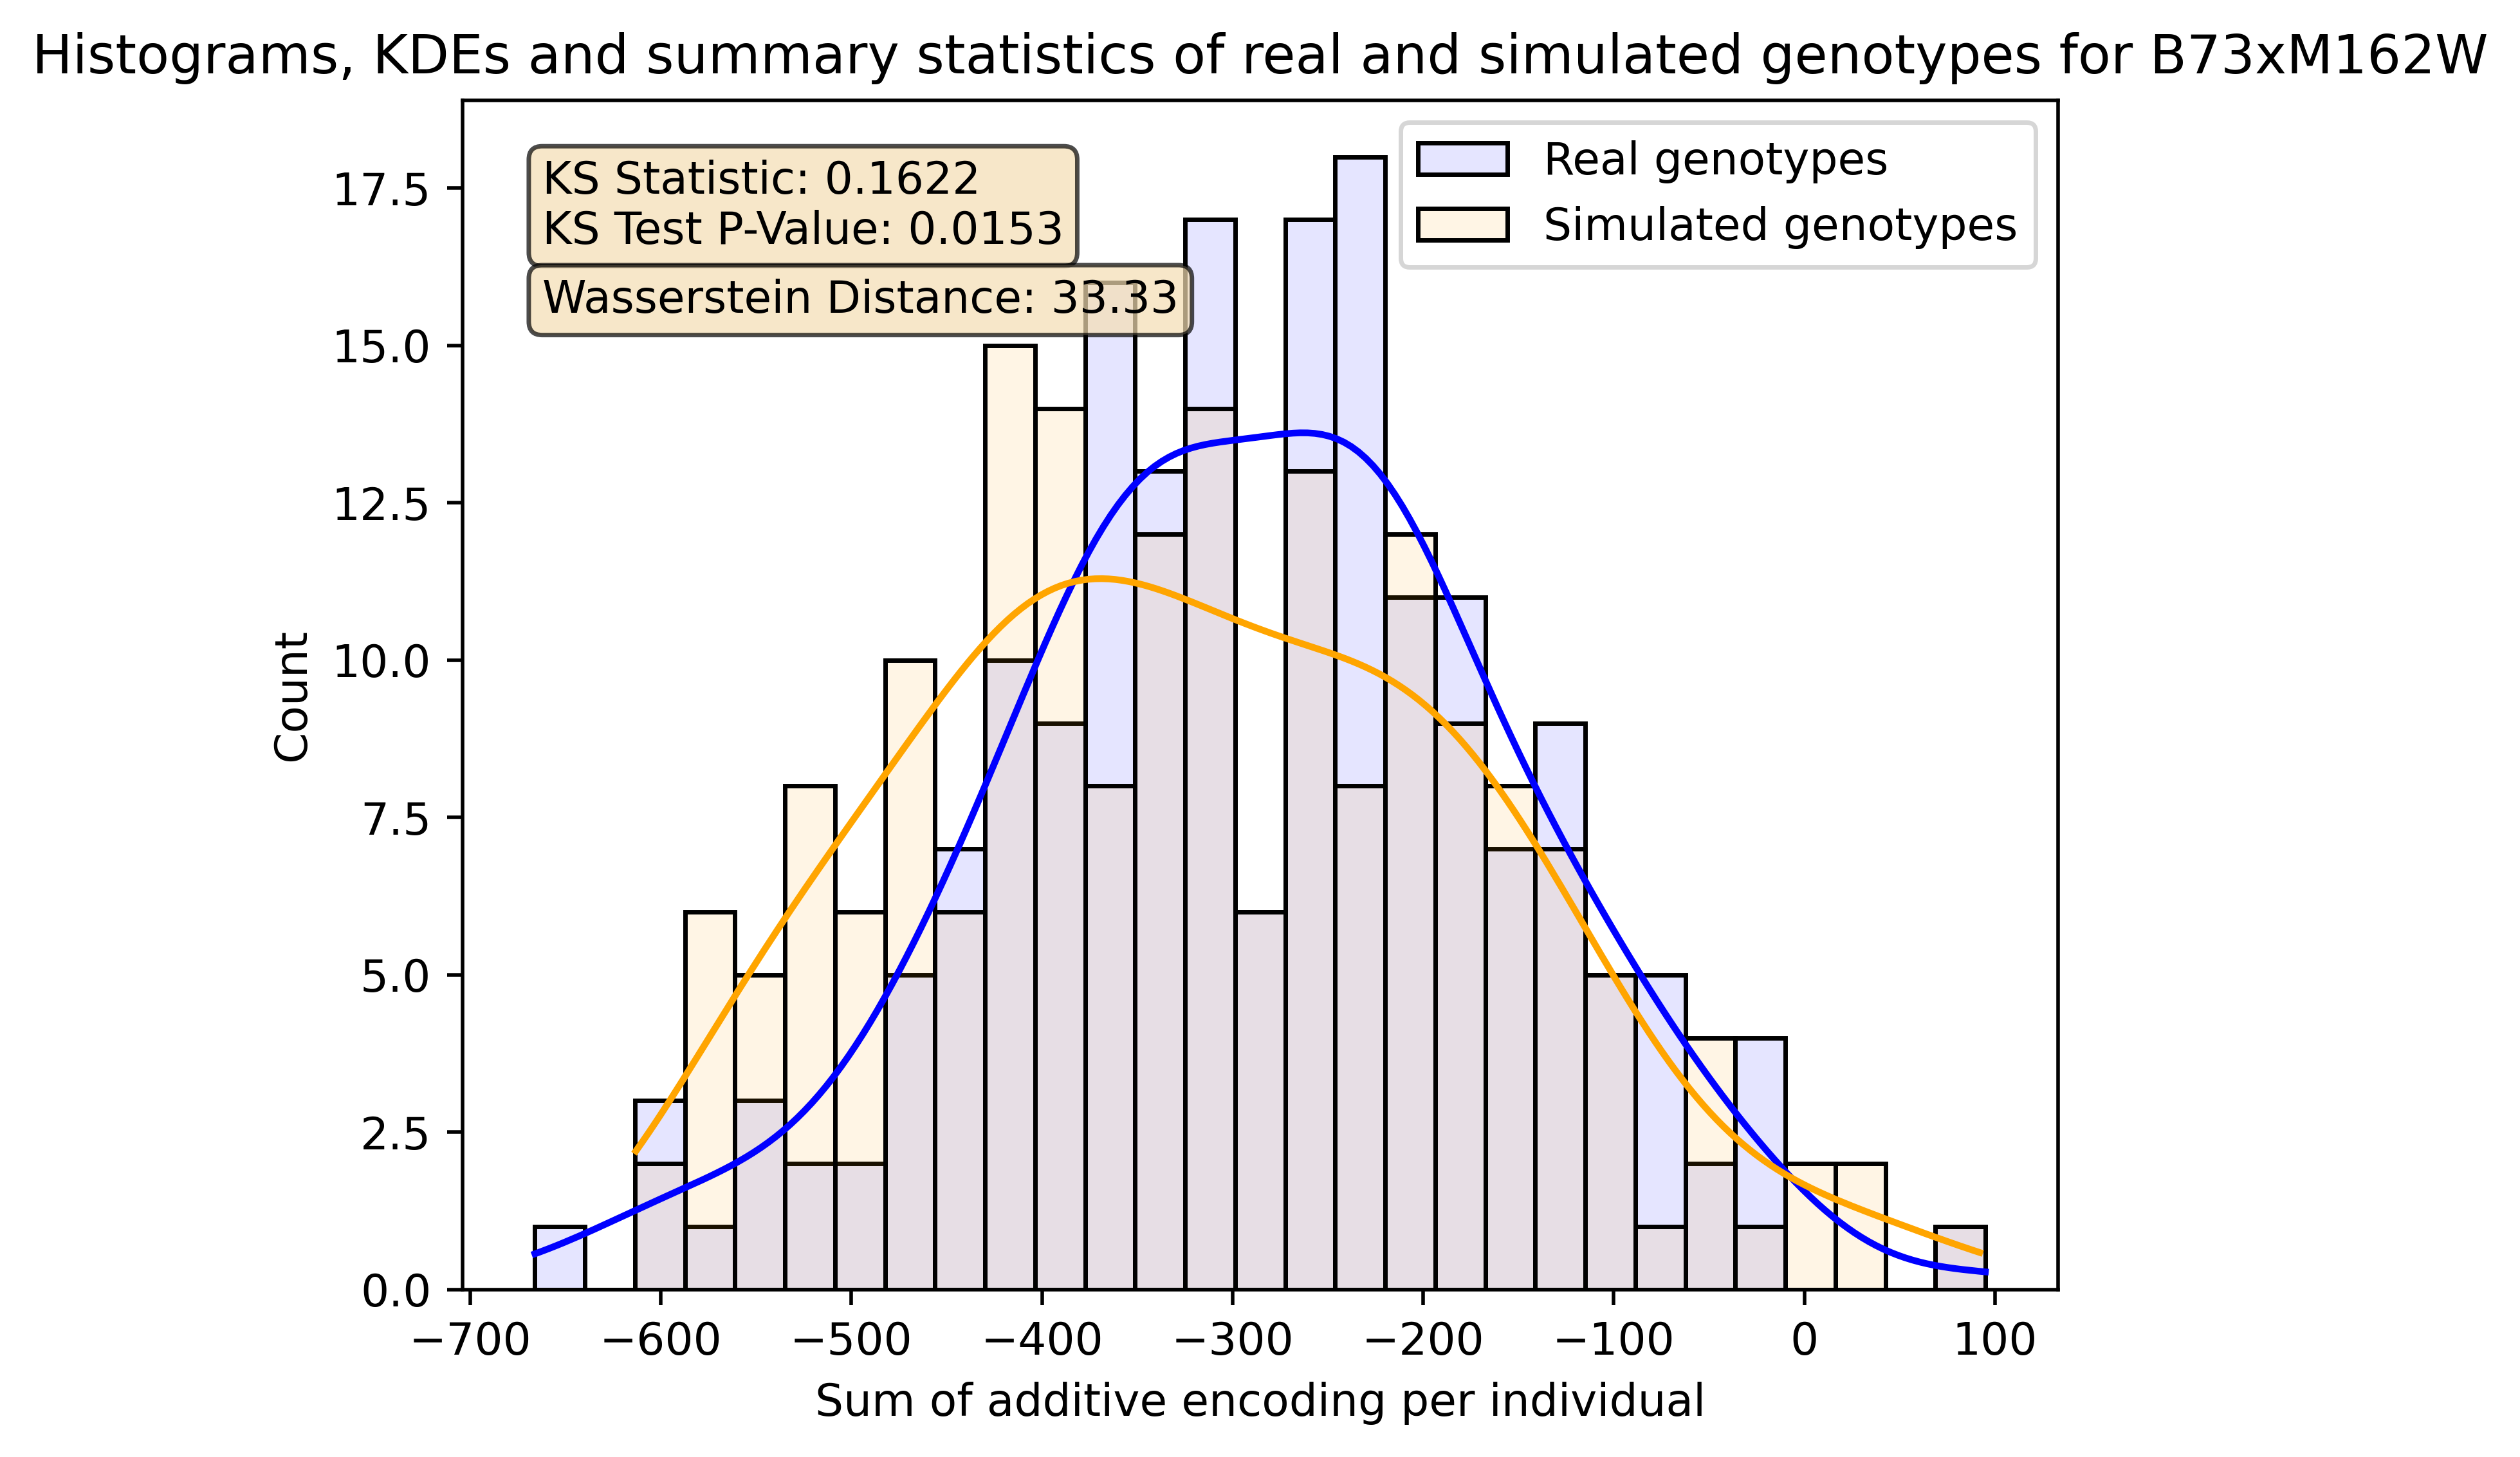 Histograms, KDEs and summary statistics of real and simulated genotypes for B73xM162W
KS Statistic: 0.1622
KS Test P-Value: 0.0153
Wasserstein Distance: 33.33
Real genotypes
Simulated genotypes
Count
17.5
15.0
12.5
10.0
7.5
5.0
2.5
0.0
−700 −600 −500 −400 −300 −200 −100 0 100
Sum of additive encoding per individual